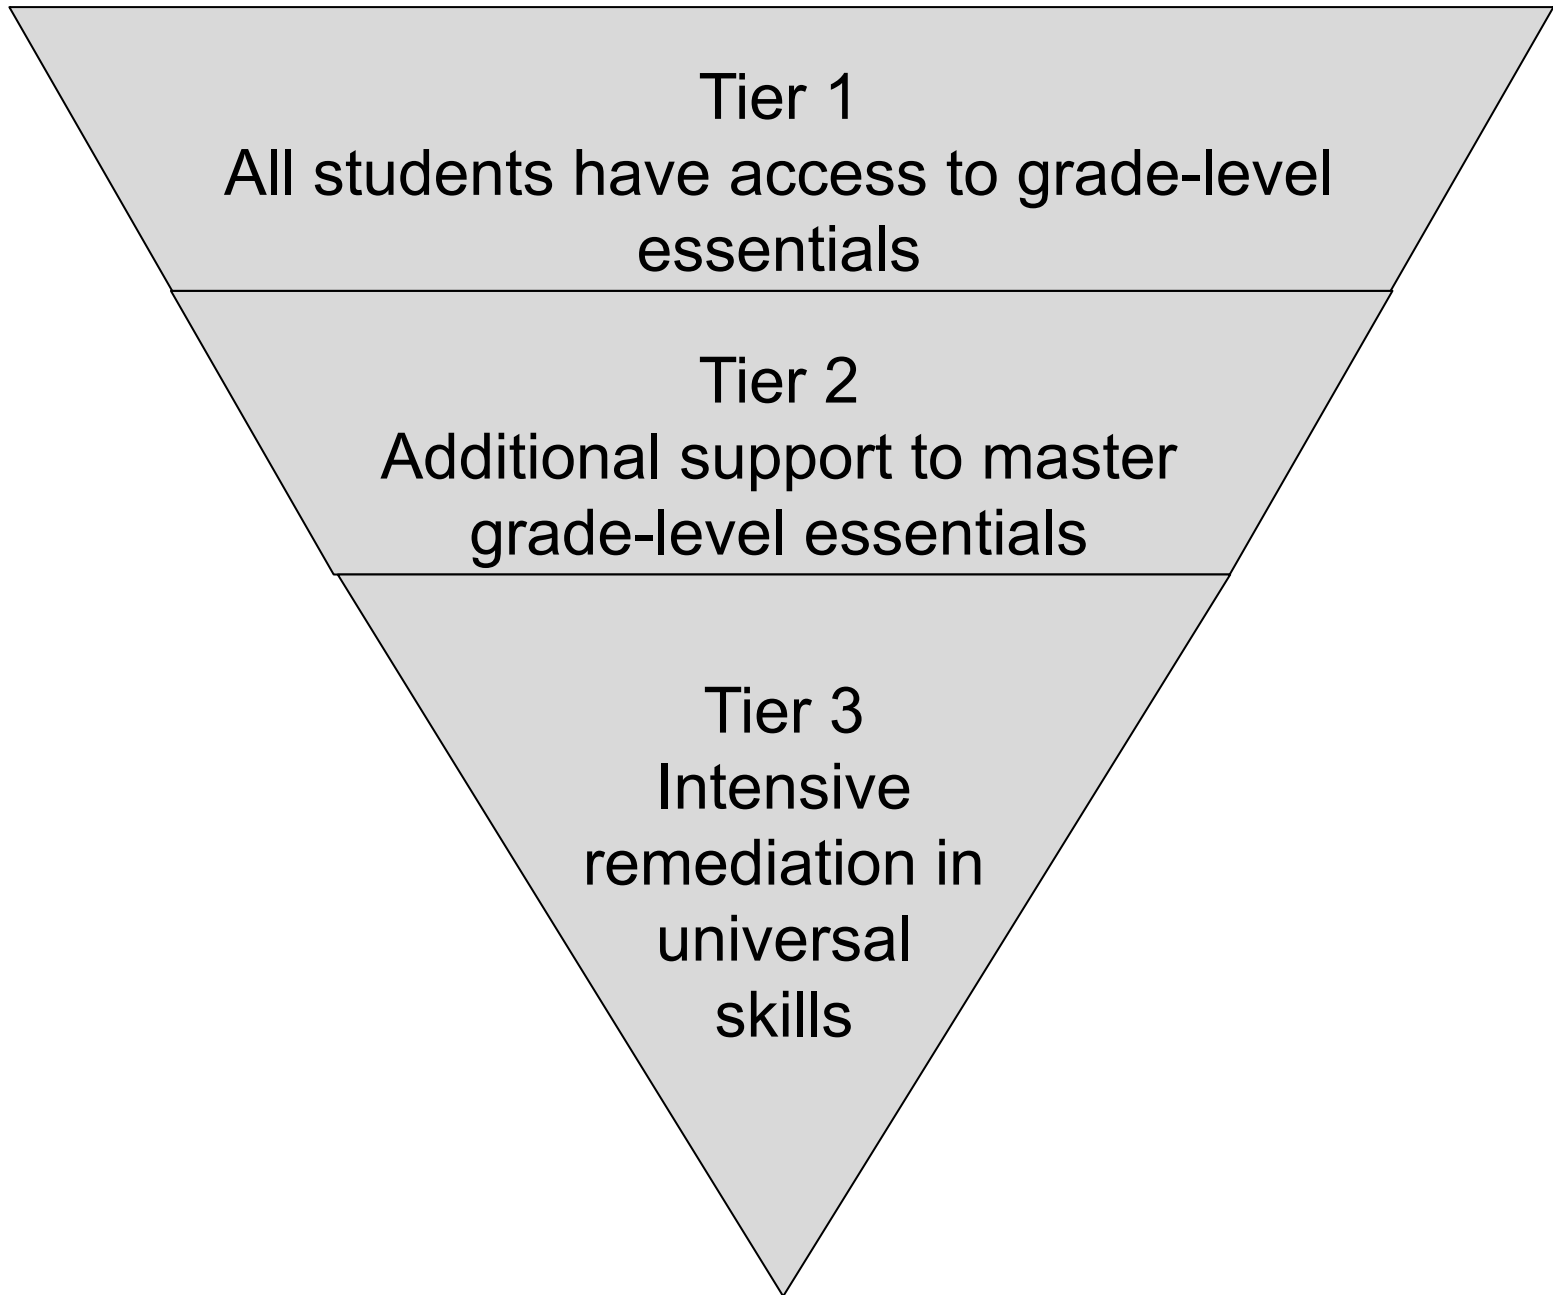 Tier 1
All students have access to grade-level
essentials
Tier 2
Additional support to master
grade-level essentials
Tier 3
Intensive
remediation in
universal
skills